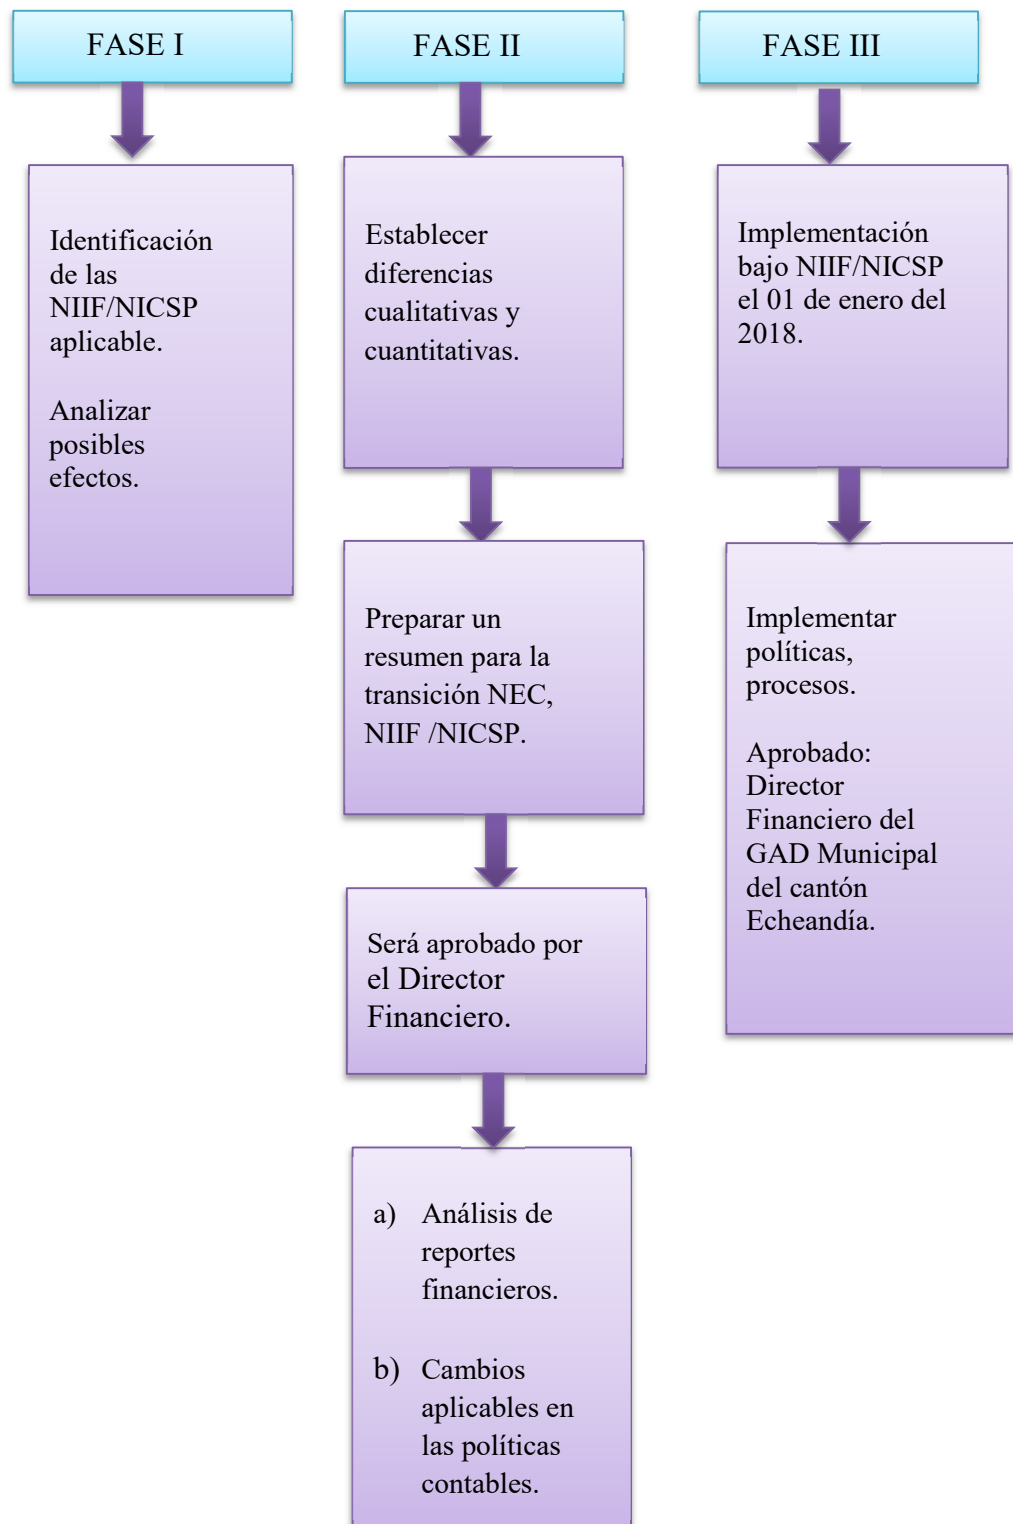 FASE I
Identificación
de las
NIIF/NICSP
aplicable.
Analizar
posibles
efectos.
FASE II
Establecer
diferencias
cualitativas y
cuantitativas.
Preparar un
resumen para la
transición NEC,
NIIF /NICSP.
Será aprobado por
el Director
Financiero.
a) Análisis de
reportes
financieros.
b) Cambios
aplicables en
las políticas
contables.
FASE III
Implementación
bajo NIIF/NICSP
el 01 de enero del
2018.
Implementar
políticas,
procesos.
Aprobado:
Director
Financiero del
GAD Municipal
del cantón
Echeandía.